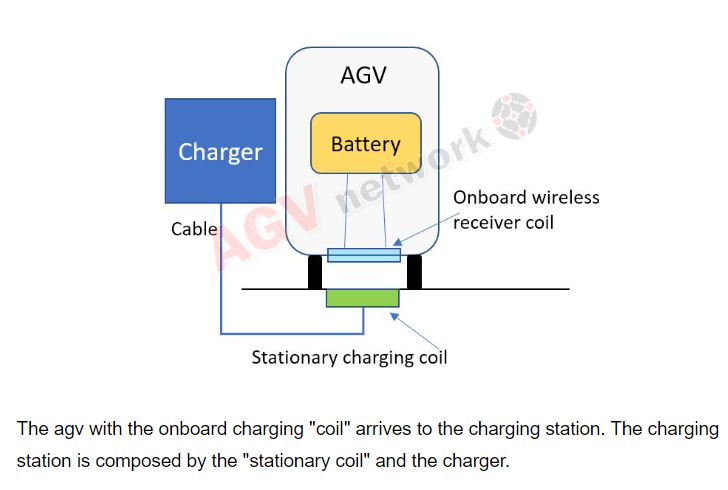 AGV
Charger
Battery
AGV network
Onboard wireless
receiver coil
Cable
Stationary charging coil
The agv with the onboard charging "coil" arrives to the charging station. The charging
station is composed by the "stationary coil" and the charger.